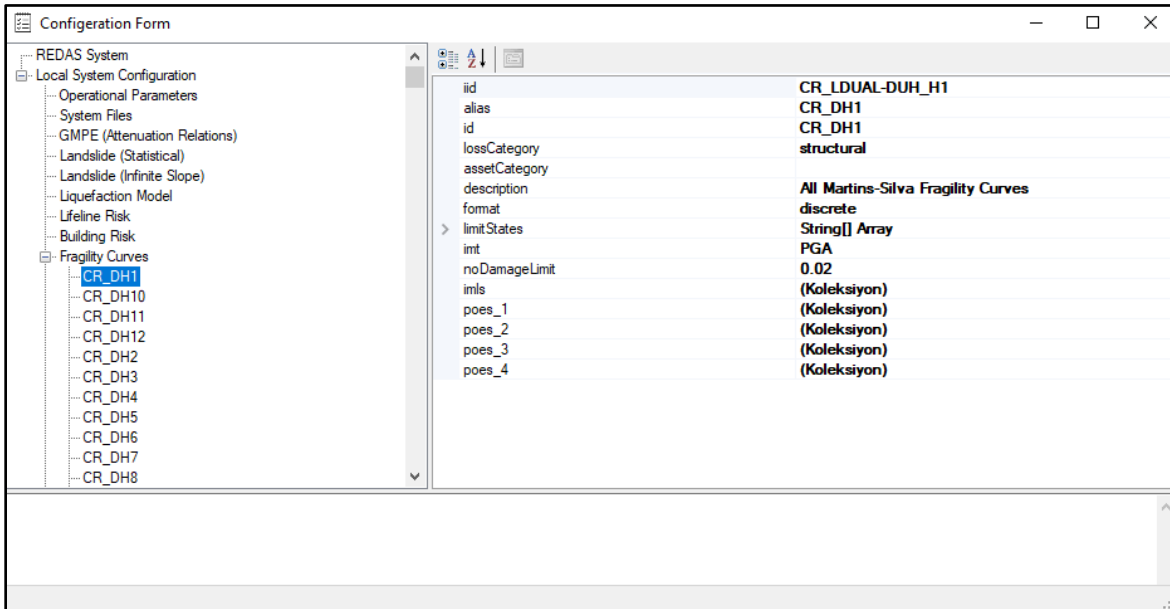 Configeration Form
REDAS System
Local System Configuration
Operational Parameters
System Files
GMPE (Attenuation Relations)
Landslide (Statistical)
Landslide (Infinite Slope)
Liquefaction Model
Lifeline Risk
Building Risk
Fragility Curves
CR_DH1
CR_DH10
CR_DH11
CR_DH12
CR_DH2
CR_DH3
CR_DH4
CR_DH5
CR_DH6
CR_DH7
CR_DH8
iid CR_LDUAL-DUH_H1
alias CR_DH1
id CR_DH1
lossCategory structural
assetCategory
description All Martins-Silva Fragility Curves
format discrete
limitStates String[] Array
imt PGA
noDamageLimit 0.02
imls (Koleksiyon)
poes_1 (Koleksiyon)
poes_2 (Koleksiyon)
poes_3 (Koleksiyon)
poes_4 (Koleksiyon)